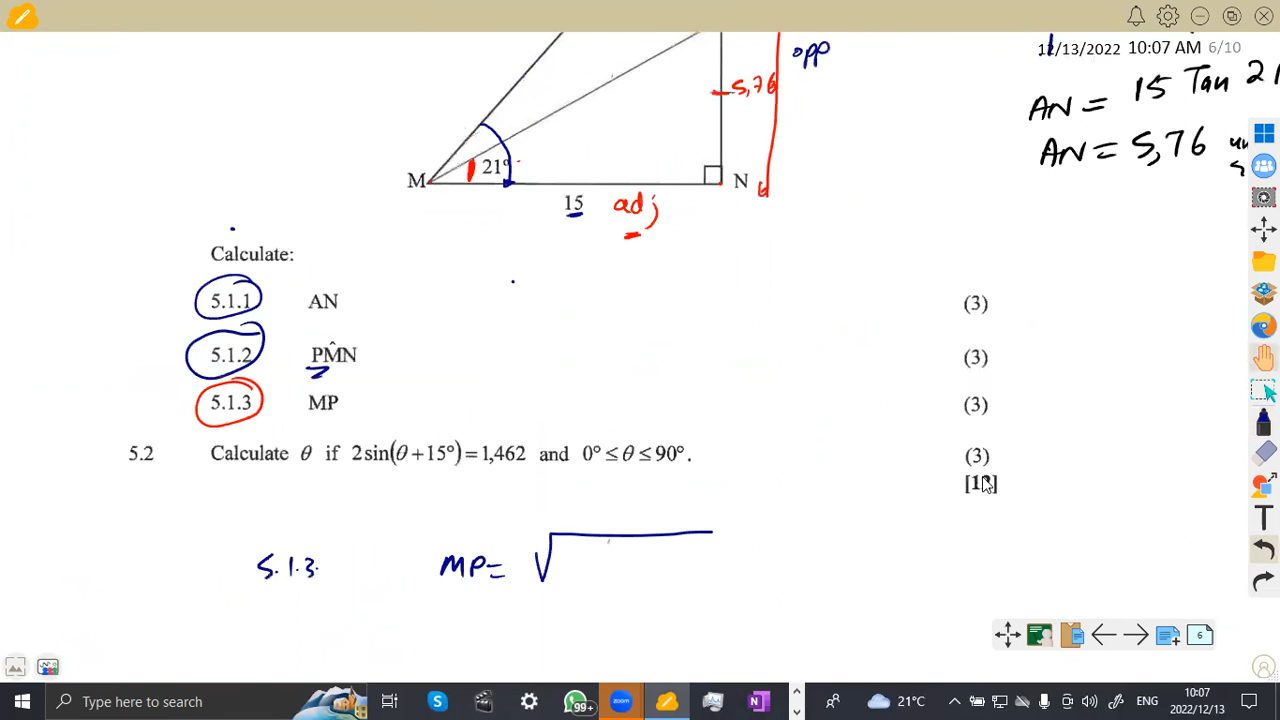 12/13/2022 10:07 AM 6/10
opp
5,76
AN = 15 Tan 21
AN = 5,76
M 21° N
15 adj
Calculate:
5.1.1 AN (3)
5.1.2 PM̂N (3)
5.1.3 MP (3)
5.2 Calculate θ if 2sin(θ+15°)=1,462 and 0°≤θ≤90°. (3)
5.1.3. MP= √
6
Type here to search
99+
zoom
N
21°C
ENG
10:07
2022/12/13